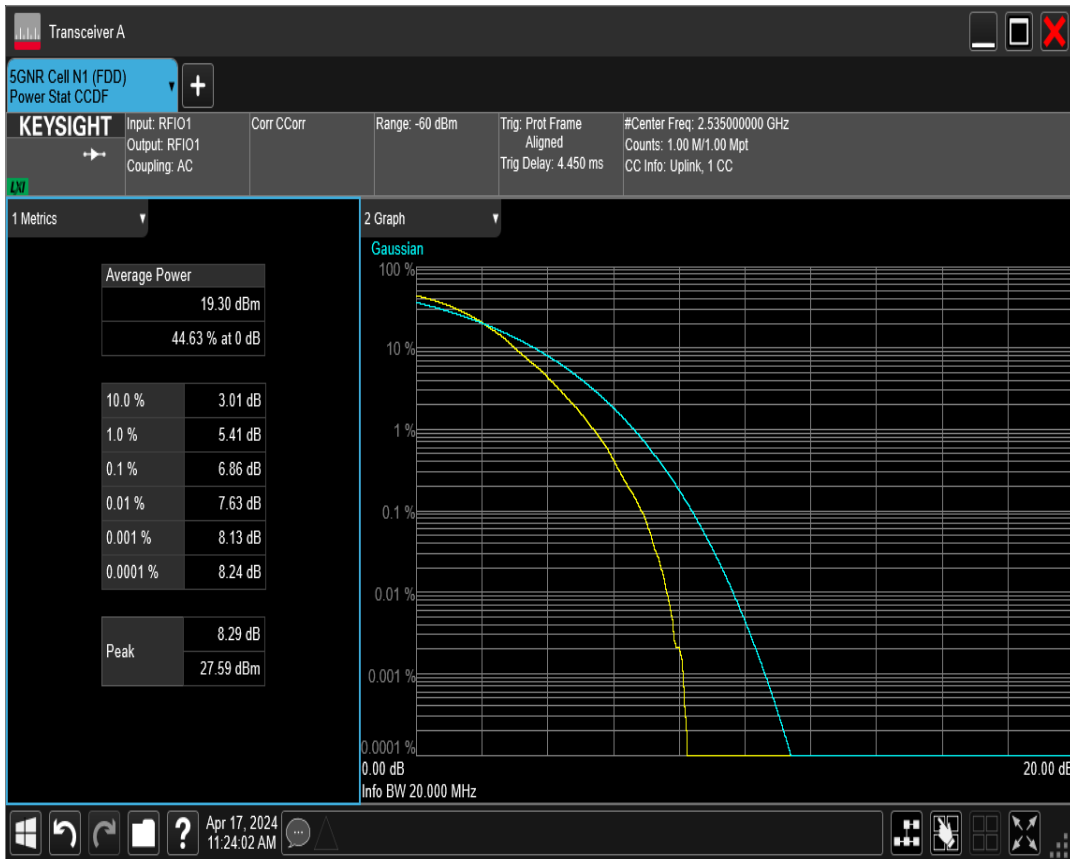 Transceiver A
5GNR Cell N1 (FDD)
Power Stat CCDF
+
KEYSIGHT
LXI
Input: RFIO1
Output: RFIO1
Coupling: AC
Corr CCorr
Range: -60 dBm
Trig: Prot Frame
Aligned
Trig Delay: 4.450 ms
#Center Freq: 2.535000000 GHz
Counts: 1.00 M/1.00 Mpt
CC Info: Uplink, 1 CC
1 Metrics
Average Power
19.30 dBm
44.63 % at 0 dB
10.0 % 3.01 dB
1.0 % 5.41 dB
0.1 % 6.86 dB
0.01 % 7.63 dB
0.001 % 8.13 dB
0.0001 % 8.24 dB
Peak 8.29 dB
27.59 dBm
2 Graph
Gaussian
100 %
10 %
1 %
0.1 %
0.01 %
0.001 %
0.0001 %
0.00 dB 20.00 dB
Info BW 20.000 MHz
?
Apr 17, 2024
11:24:02 AM